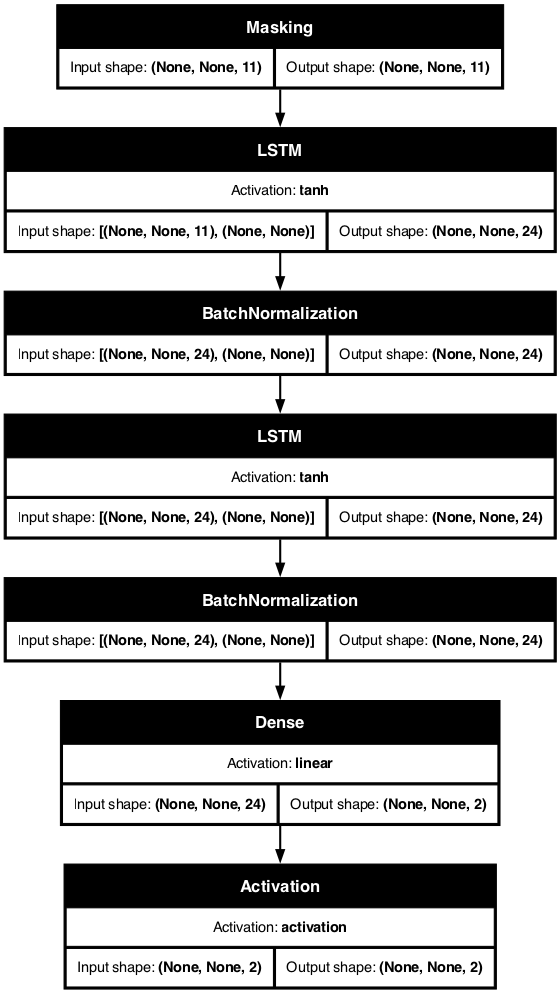 Masking
Input shape: (None, None, 11) Output shape: (None, None, 11)
LSTM
Activation: tanh
Input shape: [(None, None, 11), (None, None)] Output shape: (None, None, 24)
BatchNormalization
Input shape: [(None, None, 24), (None, None)] Output shape: (None, None, 24)
LSTM
Activation: tanh
Input shape: [(None, None, 24), (None, None)] Output shape: (None, None, 24)
BatchNormalization
Input shape: [(None, None, 24), (None, None)] Output shape: (None, None, 24)
Dense
Activation: linear
Input shape: (None, None, 24) Output shape: (None, None, 2)
Activation
Activation: activation
Input shape: (None, None, 2) Output shape: (None, None, 2)